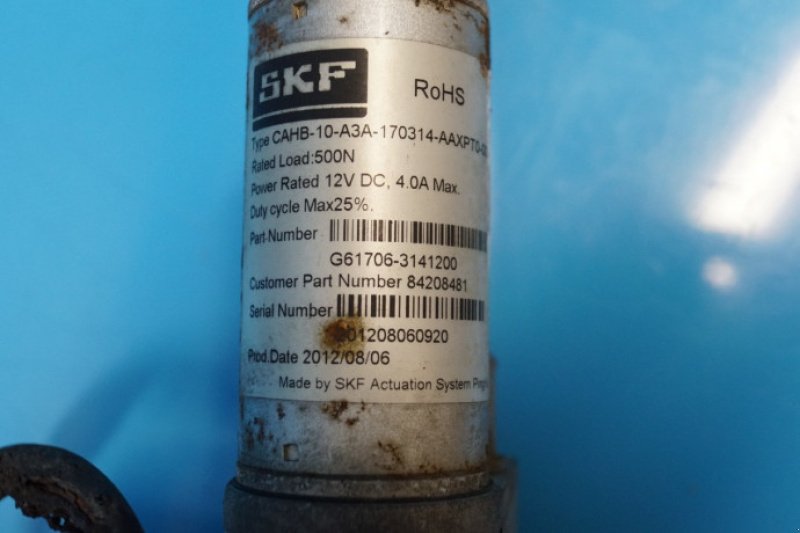 SKF
RoHS
Type CAHB-10-A3A-170314-AAXPT0-
Rated Load:500N
Power Rated 12V DC, 4.0A Max.
Duty cycle Max25%.
Part Number
G61706-3141200
Customer Part Number 84208481
Serial Number
201208060920
Prod.Date 2012/08/06
Made by SKF Actuation System